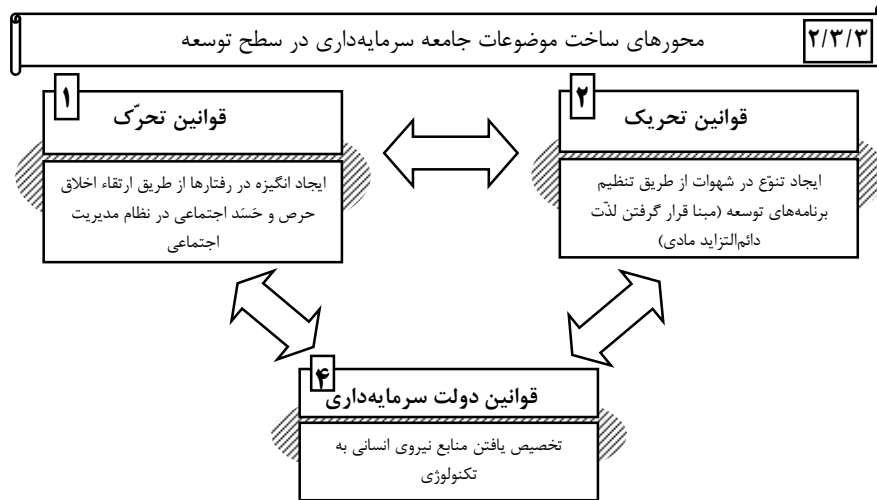 ۲/۳/۳
محورهای ساخت موضوعات جامعه سرمایه‌داری در سطح توسعه
۱
قوانین تحرّک
ایجاد انگیزه در رفتارها از طریق ارتقاء اخلاق
حرص و حَسَد اجتماعی در نظام مدیریت
اجتماعی
۲
قوانین تحریک
ایجاد تنوّع در شهوات از طریق تنظیم
برنامه‌های توسعه (مبنا قرار گرفتن لذّت
دائم‌التزاید مادی)
۴
قوانین دولت سرمایه‌داری
تخصیص یافتن منابع نیروی انسانی به
تکنولوژی